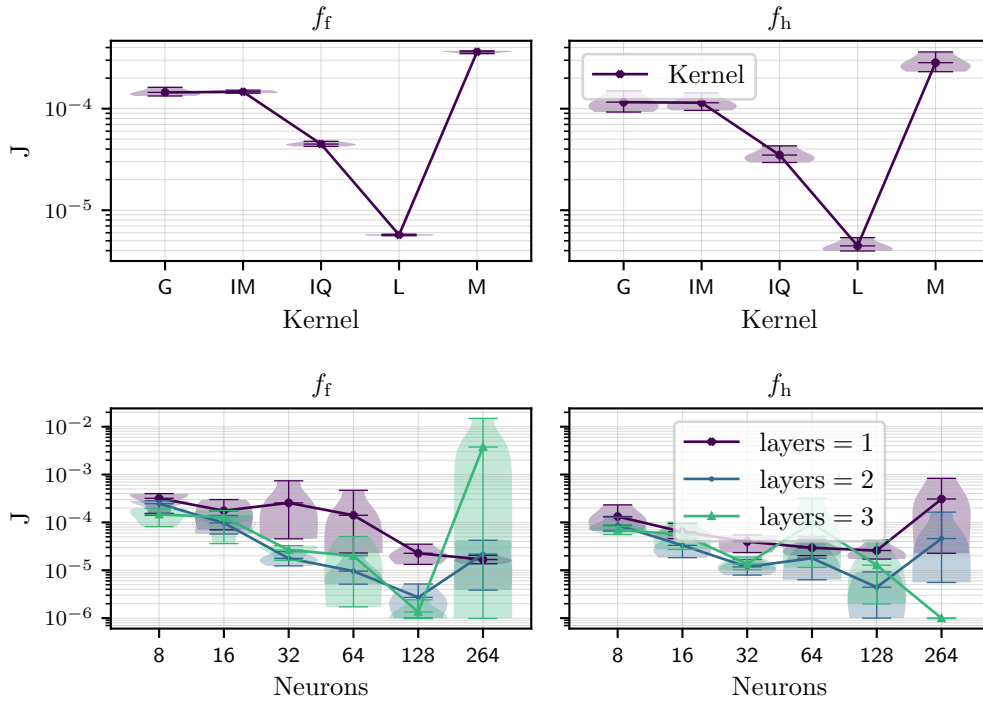 f_f
f_h
J
10⁻⁴
10⁻⁵
Kernel
G IM IQ L M
G IM IQ L M
Kernel
Kernel
f_f
f_h
J
10⁻²
10⁻³
10⁻⁴
10⁻⁵
10⁻⁶
layers = 1
layers = 2
layers = 3
8 16 32 64 128 264
8 16 32 64 128 264
Neurons
Neurons